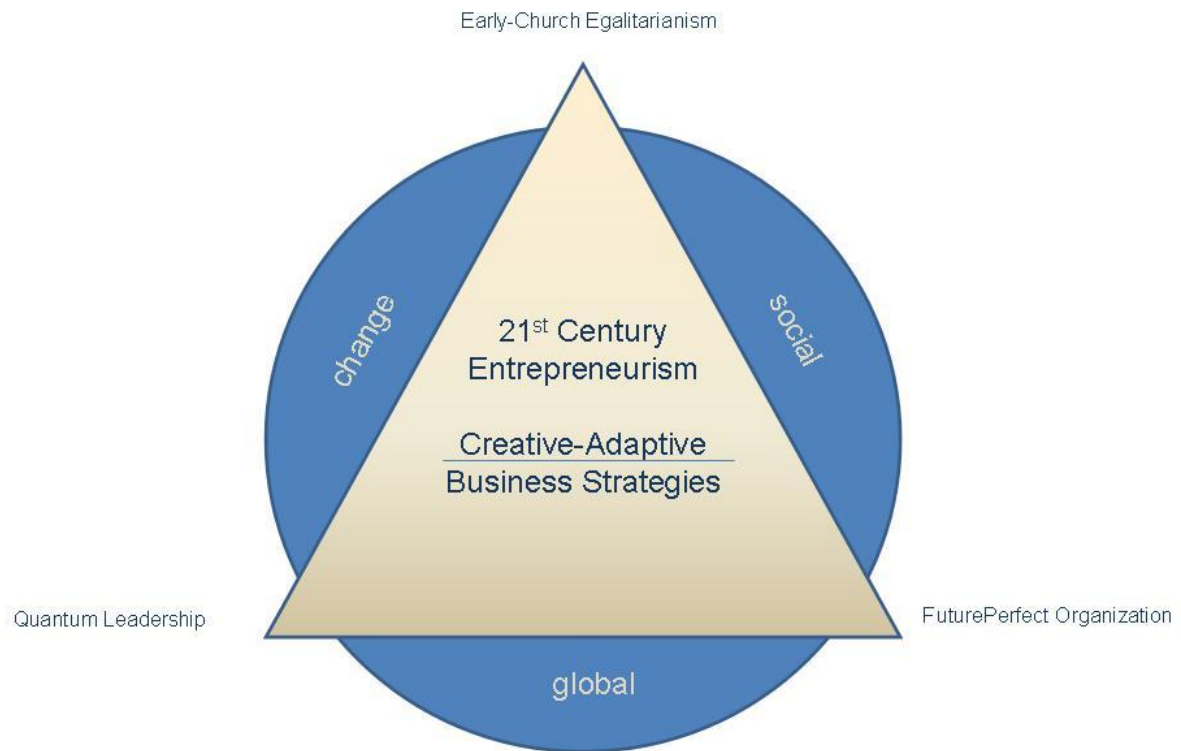 Early-Church Egalitarianism
change
social
21st Century
Entrepreneurism
Creative-Adaptive
Business Strategies
Quantum Leadership
FuturePerfect Organization
global